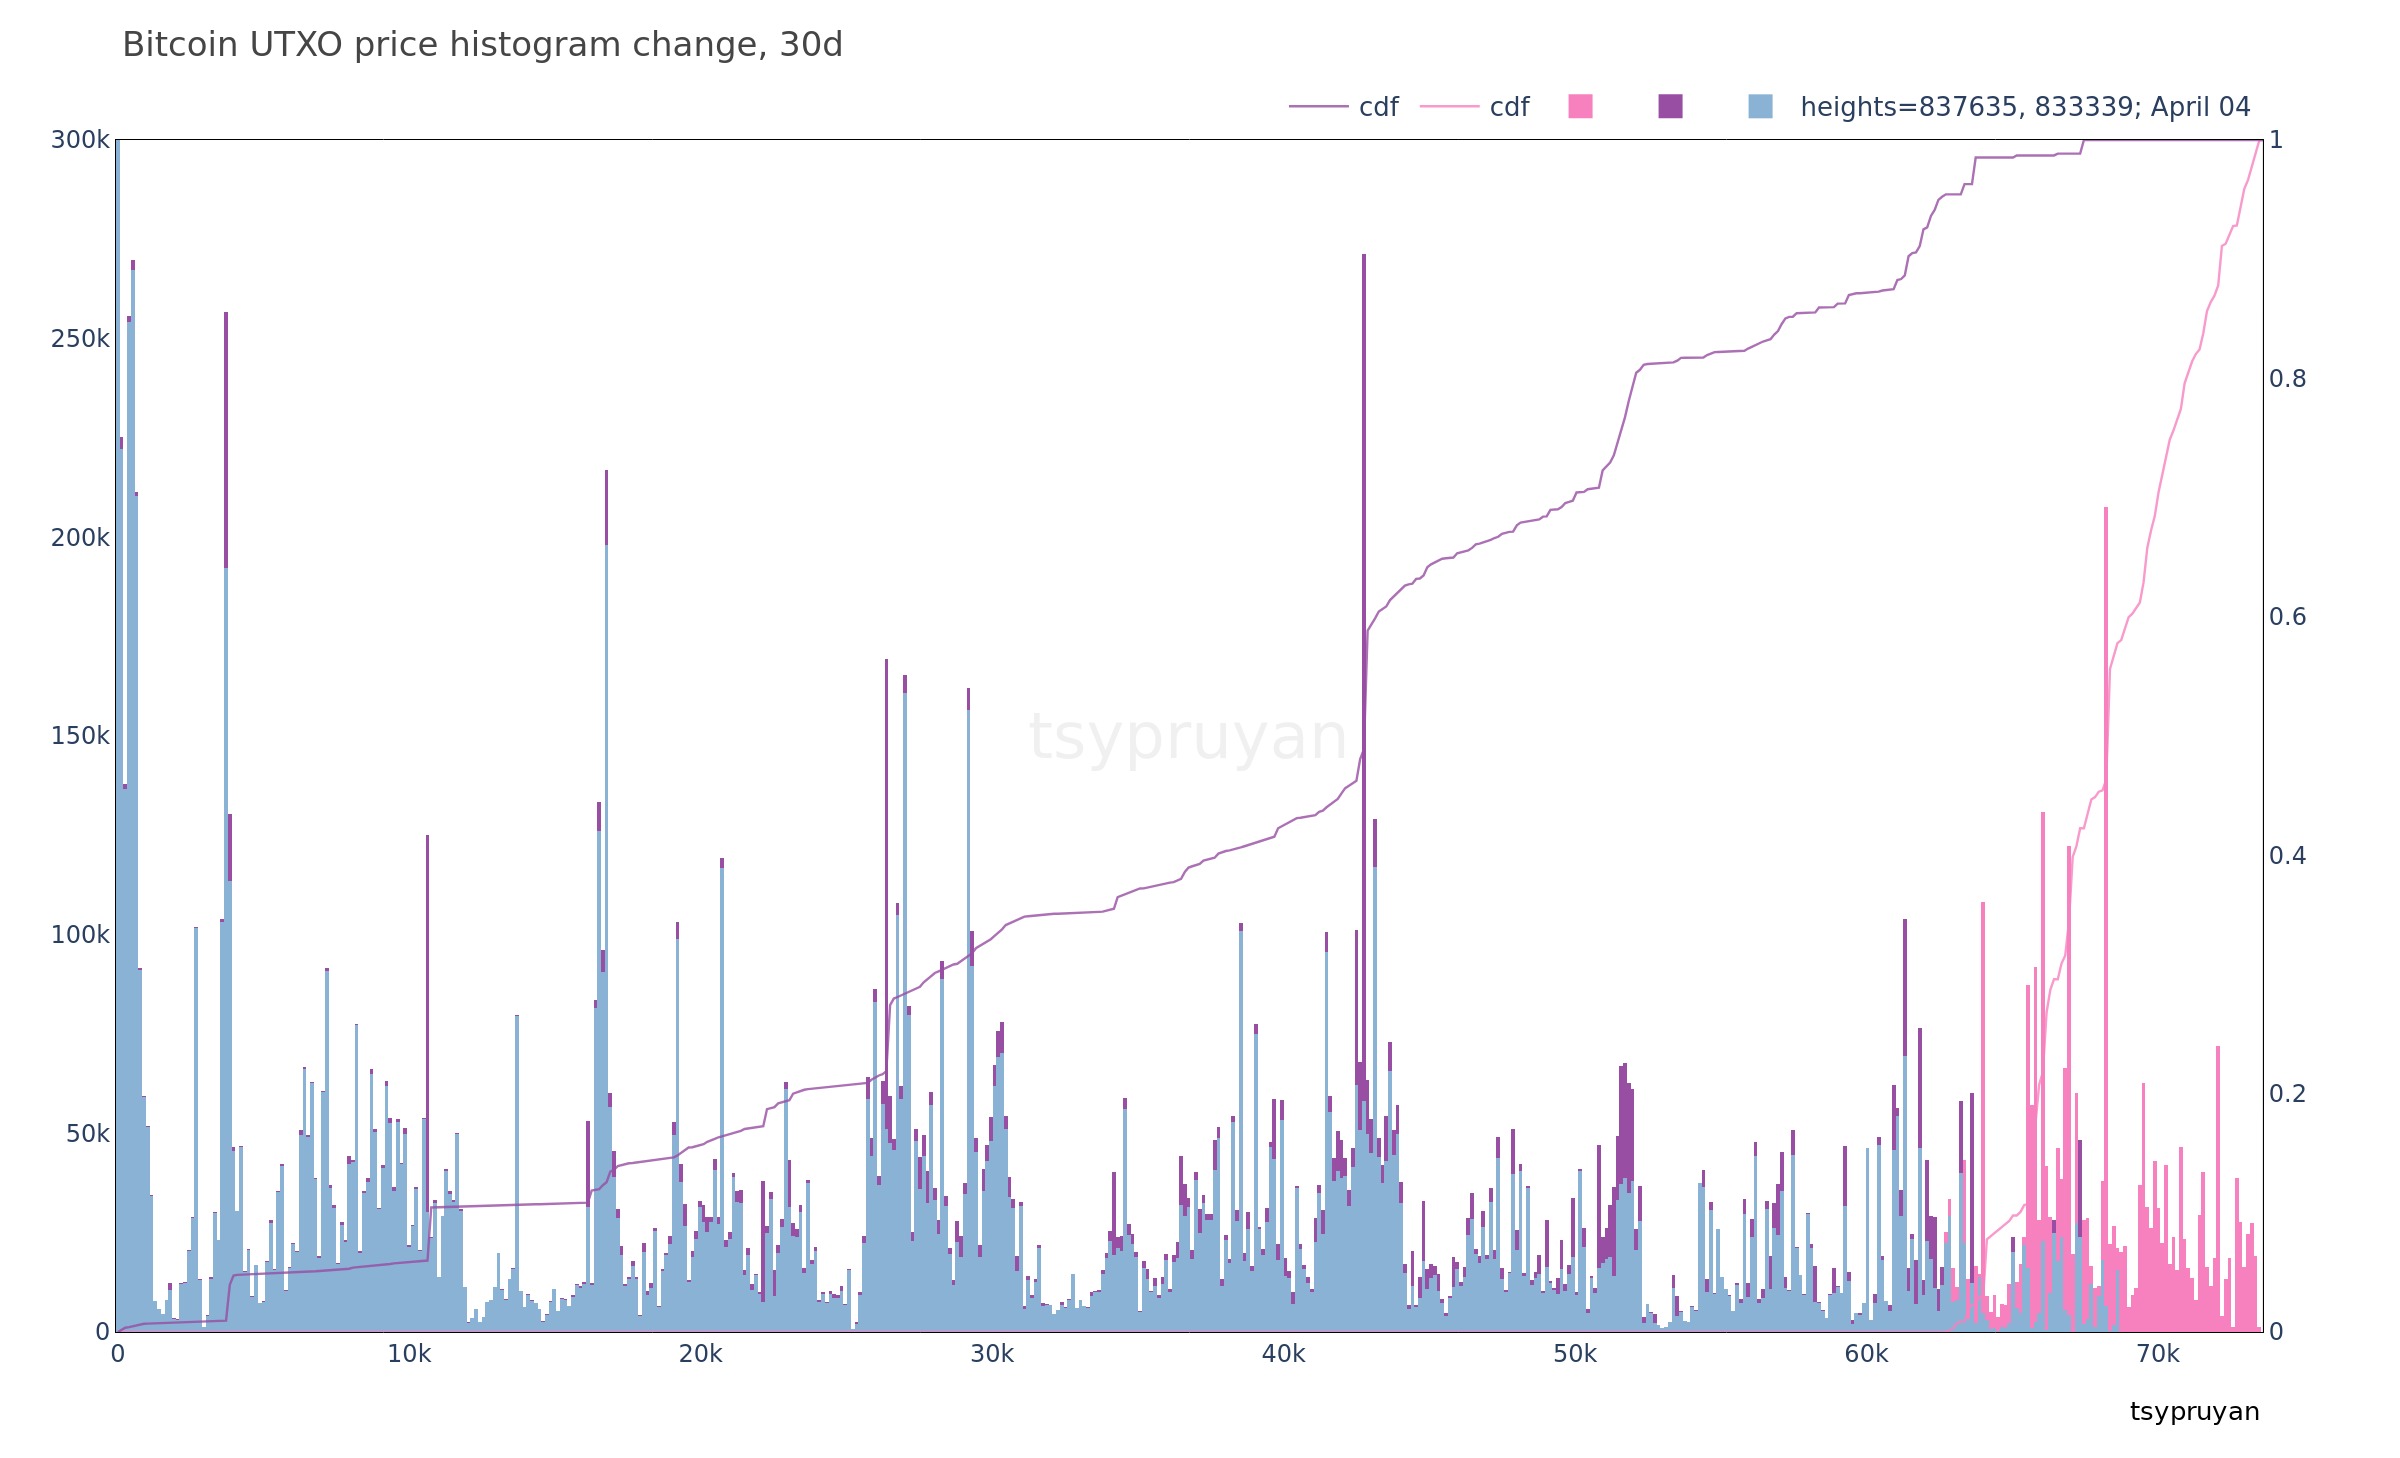 Bitcoin UTXO price histogram change, 30d
cdf cdf heights=837635, 833339; April 04
300k
250k
200k
150k
100k
50k
0
1
0.8
0.6
0.4
0.2
0
tsypruyan
0 10k 20k 30k 40k 50k 60k 70k
tsypruyan